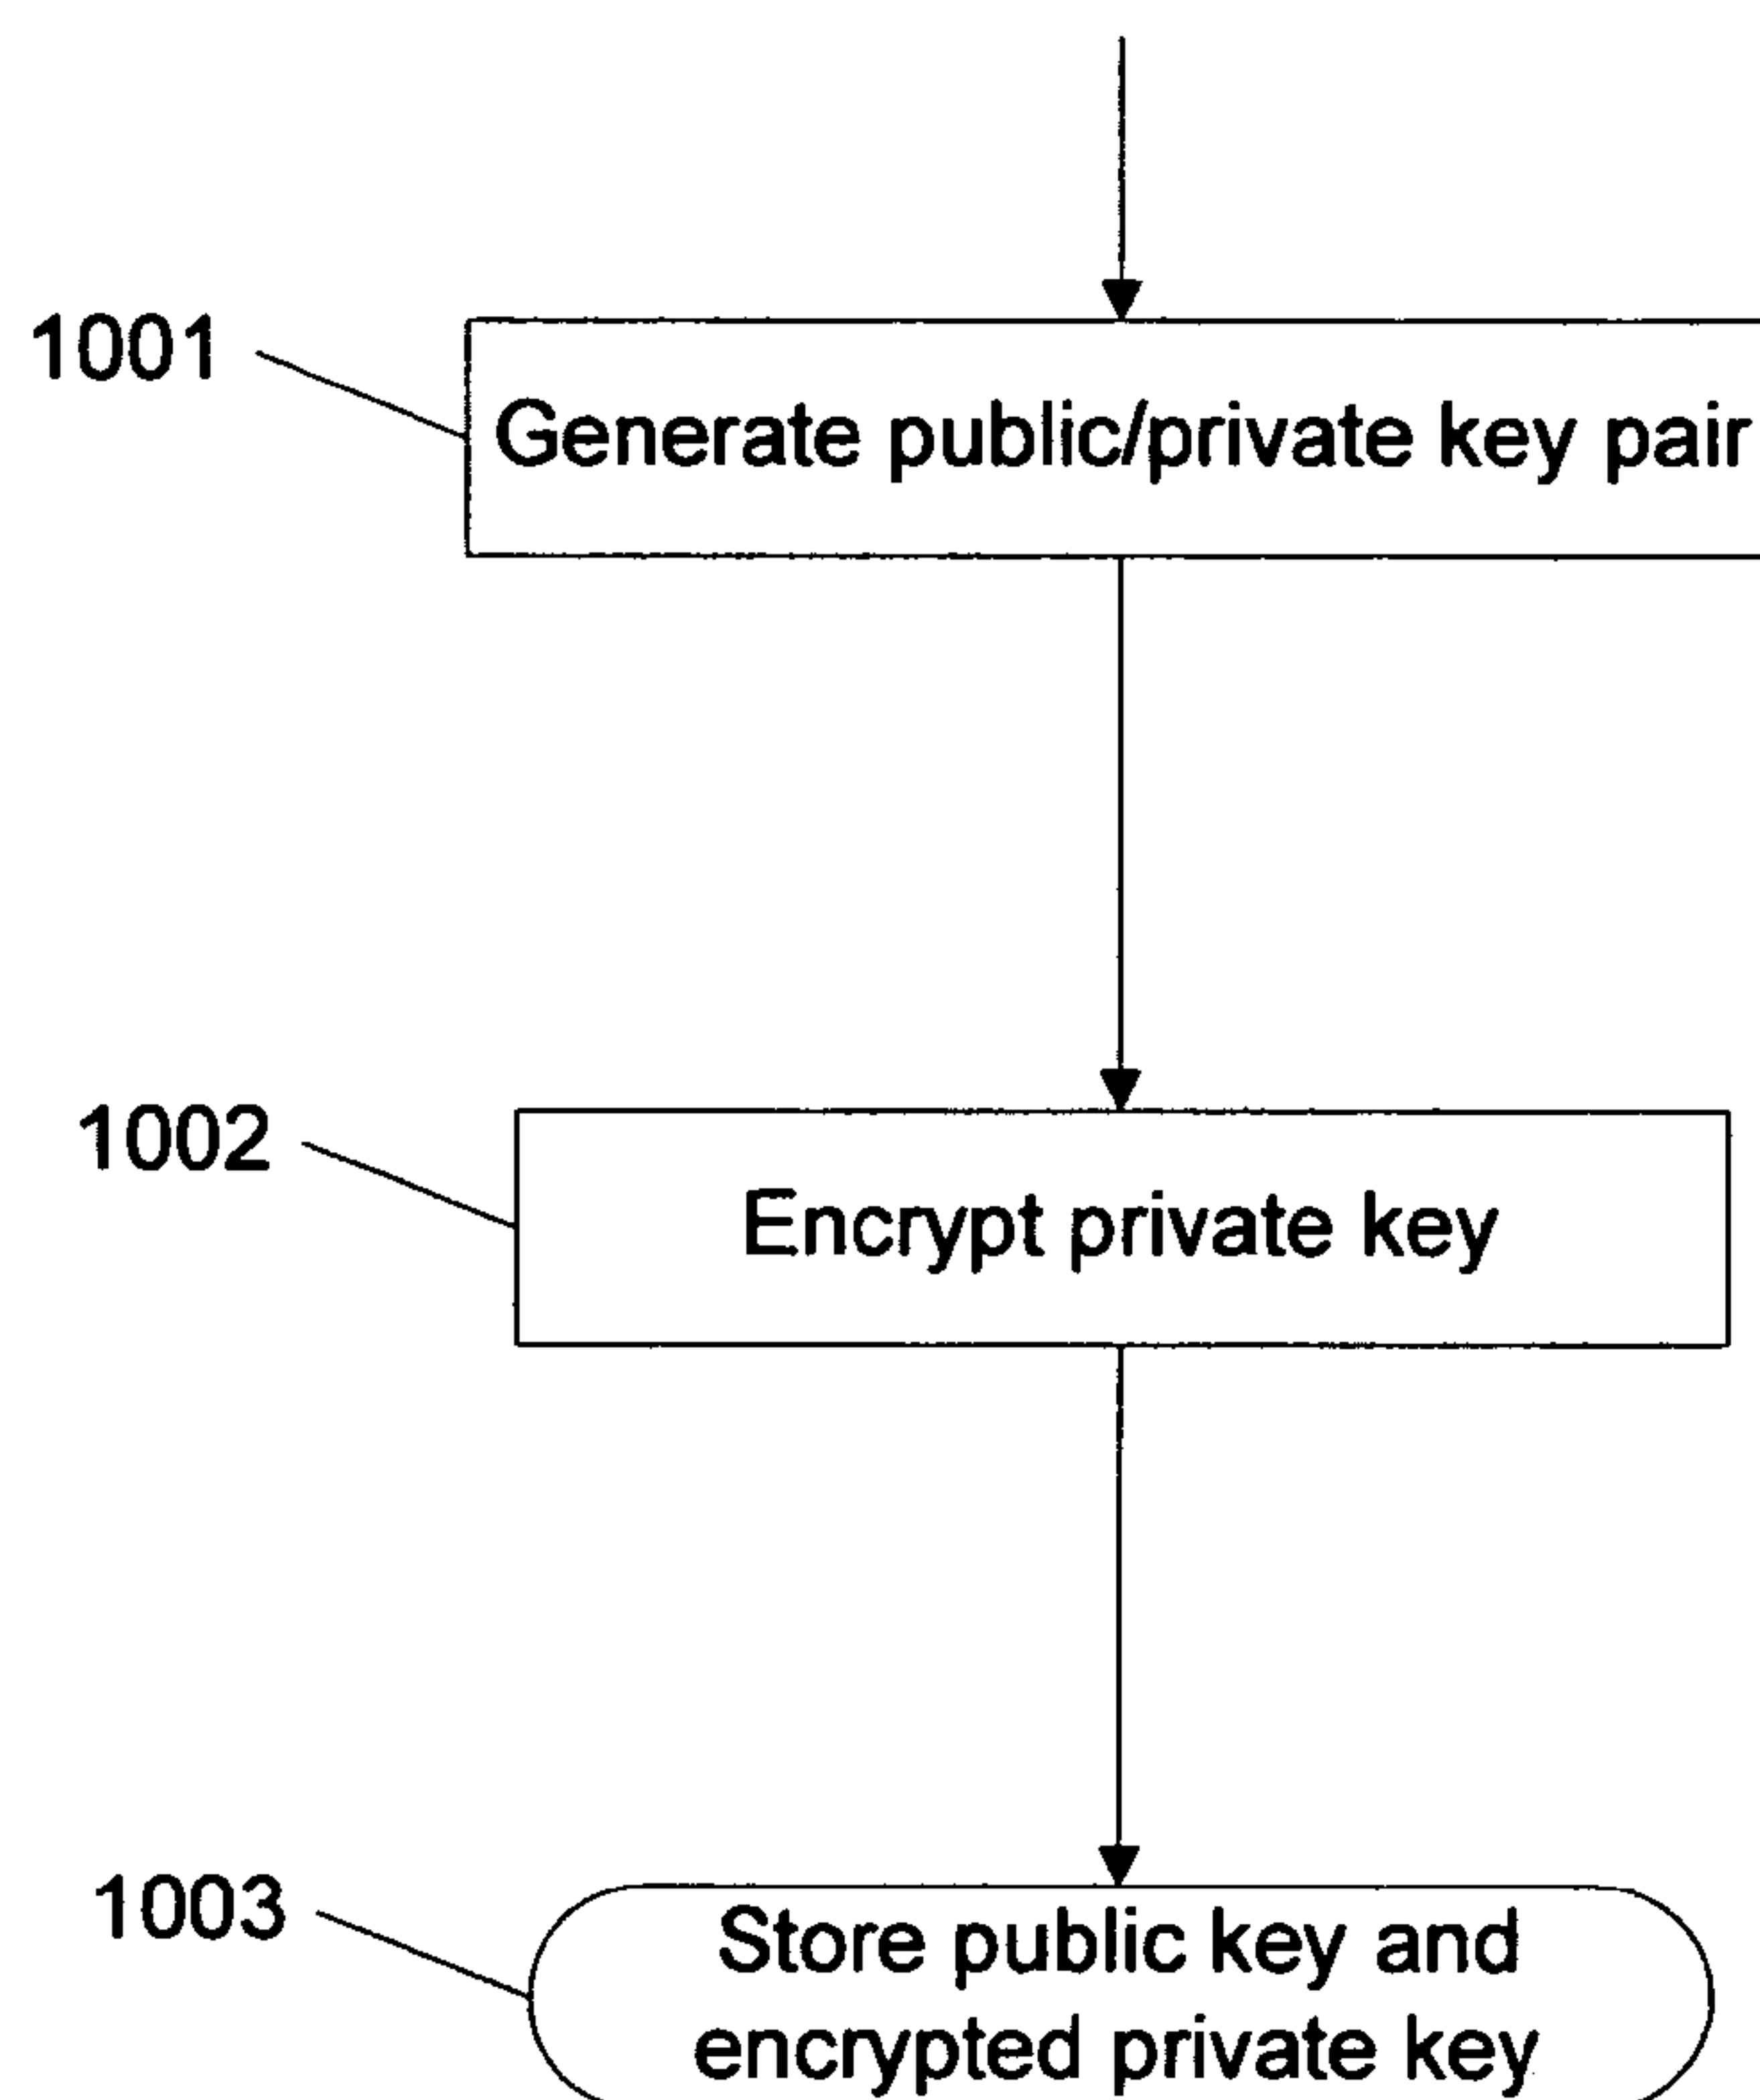 1001
Generate public/private key pair
1002
Encrypt private key
1003
Store public key and
encrypted private key